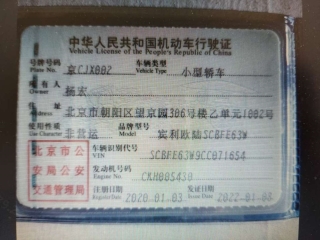 中华人民共和国机动车行驶证
Vehicle License of the People's Republic of China
号牌号码 京CJX002 车辆类型 小型轿车
Plate No. Vehicle Type
所有人 杨宏
Owner
住址 北京市朝阳区望京园306号楼乙单元1002号
Address
使用性质 非营运 品牌型号 宾利欧陆SCBFE63W
北京市公 车辆识别代号 SCBFE63W9CC071654
VIN
安局公安 发动机号码 CKH005430
Engine No.
交通管理局 注册日期 2020.01.03 发证日期 2022.01.03
Register Date Issue Date